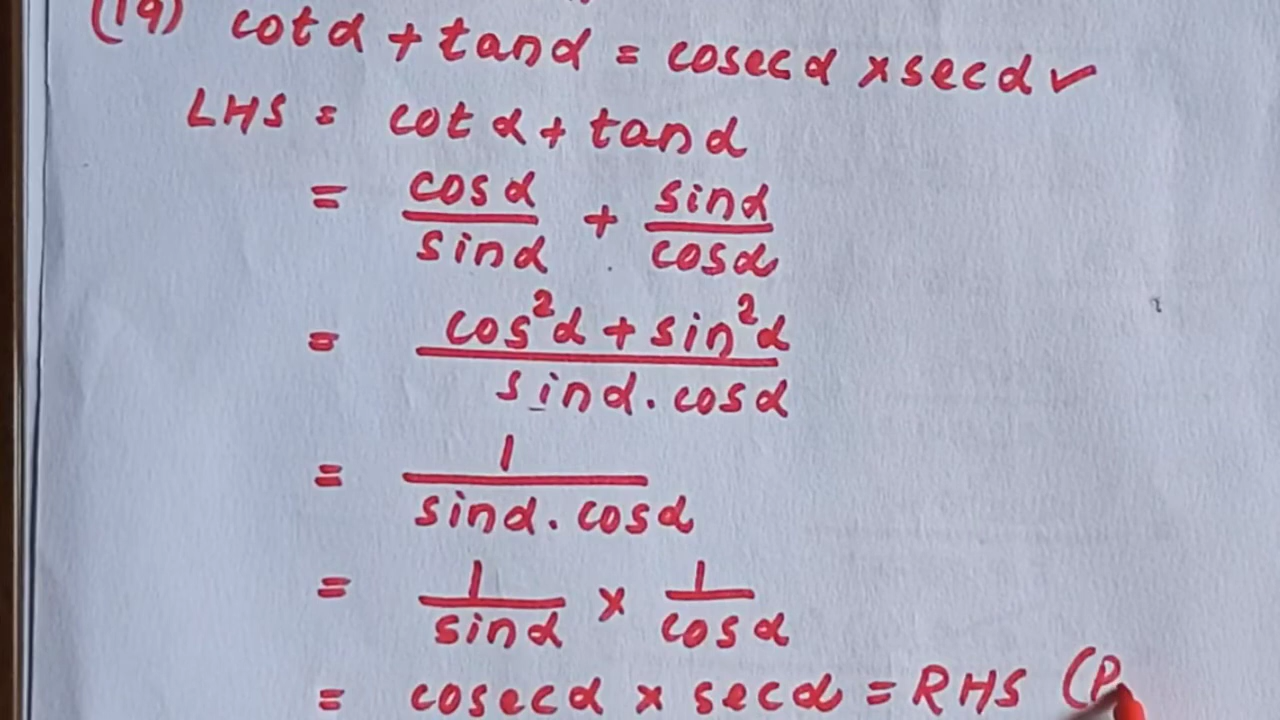 (19) cotα + tanα = cosecα × secα ✓
LHS = cotα + tanα
= cosα/sinα + sinα/cosα
= cos²α + sin²α / sinα . cosα
= 1 / sinα . cosα
= 1/sinα × 1/cosα
= cosecα × secα = RHS (P